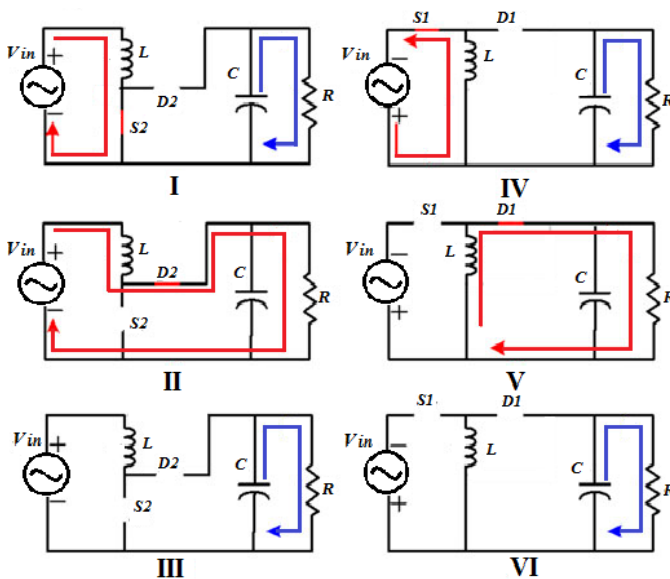 Vin + − L D2 S2 C R
I
S1 D1 Vin − + L C R
IV
Vin + − L D2 S2 C R
II
S1 D1 Vin − + L C R
V
Vin + − L D2 S2 C R
III
S1 D1 Vin − + L C R
VI